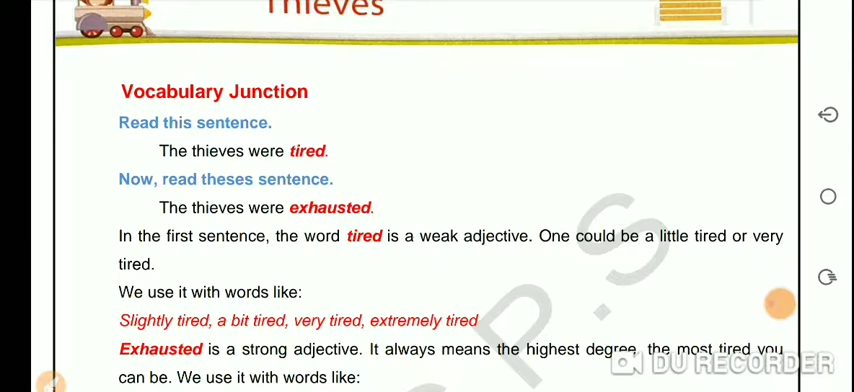 Thieves
Vocabulary Junction
Read this sentence.
The thieves were tired.
Now, read theses sentence.
The thieves were exhausted.
In the first sentence, the word tired is a weak adjective. One could be a little tired or very
tired.
We use it with words like:
Slightly tired, a bit tired, very tired, extremely tired
Exhausted is a strong adjective. It always means the highest degree, the most tired you
can be. We use it with words like:
P.S
DU RECORDER